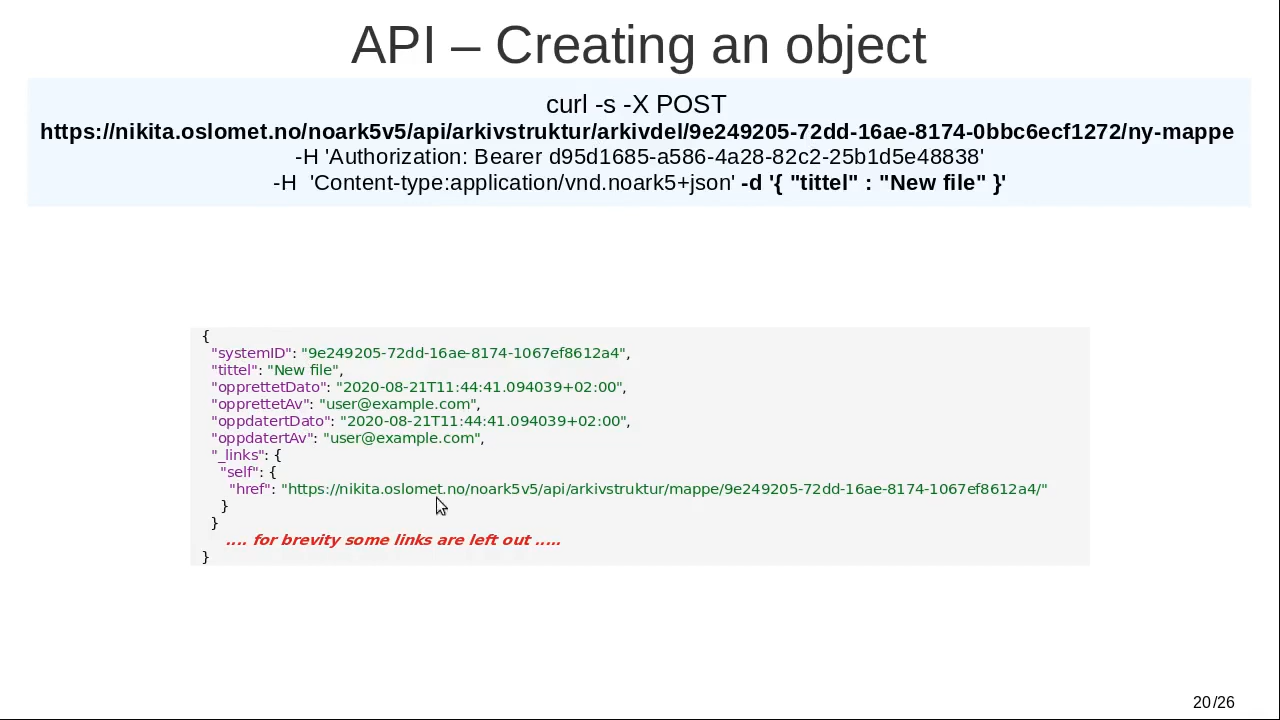 API – Creating an object
curl -s -X POST
https://nikita.oslomet.no/noark5v5/api/arkivstruktur/arkivdel/9e249205-72dd-16ae-8174-0bbc6ecf1272/ny-mappe
-H 'Authorization: Bearer d95d1685-a586-4a28-82c2-25b1d5e48838'
-H  'Content-type:application/vnd.noark5+json' -d '{ "tittel" : "New file" }'
{
  "systemID": "9e249205-72dd-16ae-8174-1067ef8612a4",
  "tittel": "New file",
  "opprettetDato": "2020-08-21T11:44:41.094039+02:00",
  "opprettetAv": "user@example.com",
  "oppdatertDato": "2020-08-21T11:44:41.094039+02:00",
  "oppdatertAv": "user@example.com",
  "_links": {
    "self": {
      "href": "https://nikita.oslomet.no/noark5v5/api/arkivstruktur/mappe/9e249205-72dd-16ae-8174-1067ef8612a4/"
    }
  }
.... for brevity some links are left out .....
}
20/26